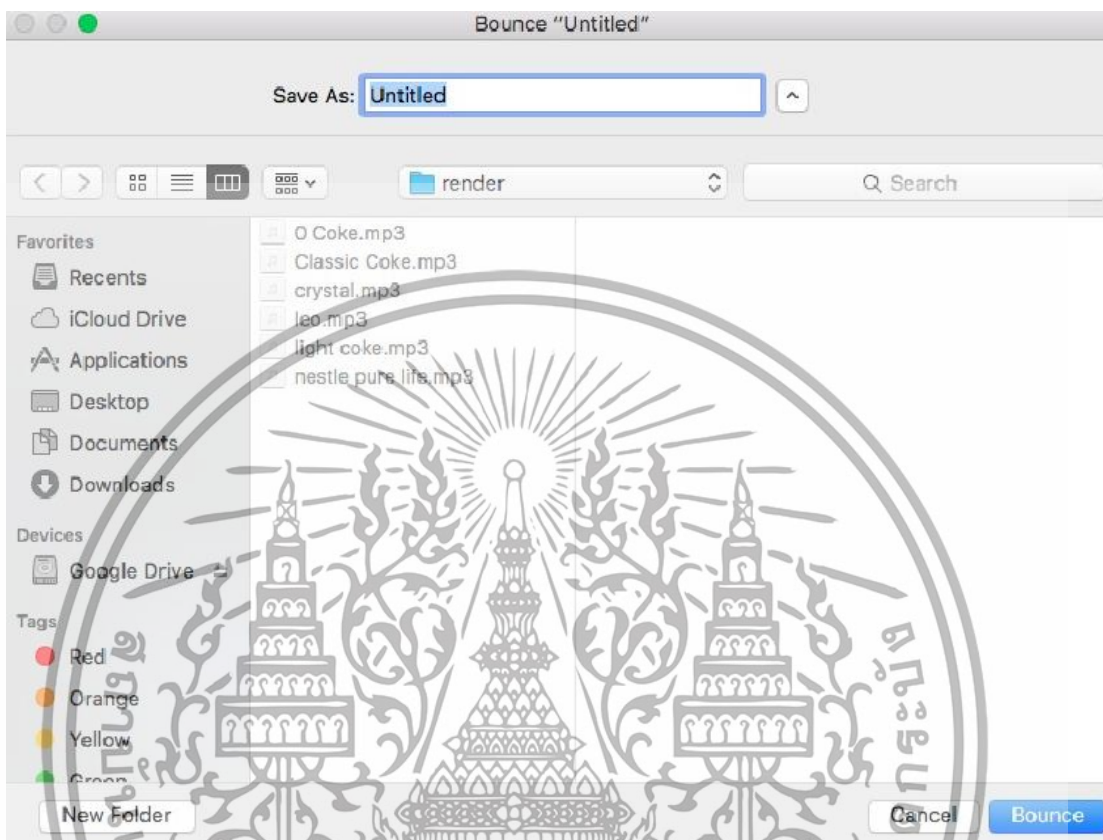 Bounce “Untitled”
Save As: Untitled
render
Search
Favorites
Recents
iCloud Drive
Applications
Desktop
Documents
Downloads
Devices
Google Drive
Tags
Red
Orange
Yellow
Green
0 Coke.mp3
Classic Coke.mp3
crystal.mp3
leo.mp3
light coke.mp3
nestle pure life.mp3
New Folder
Cancel
Bounce